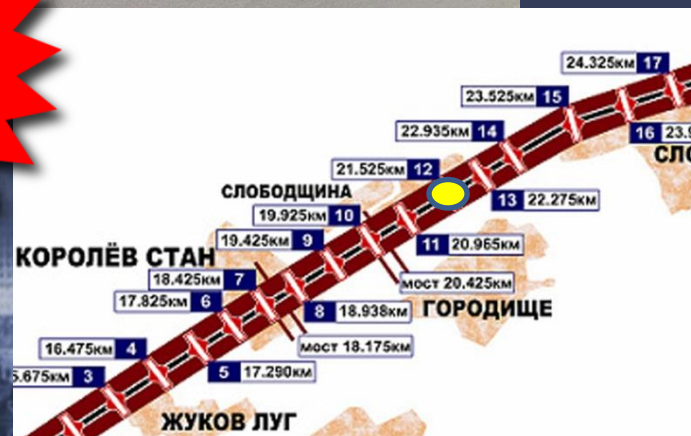 24.325км 17
23.525км 15
22.935км 14
16 23.9
СЛО
21.525км 12
СЛОБОДЩИНА
13 22.275км
19.925км 10
19.425км 9
11 20.965км
КОРОЛЁВ СТАН
18.425км 7
мост 20.425км
17.825км 6
8 18.938км
ГОРОДИЩЕ
16.475км 4
мост 18.175км
5.675км 3
5 17.290км
ЖУКОВ ЛУГ